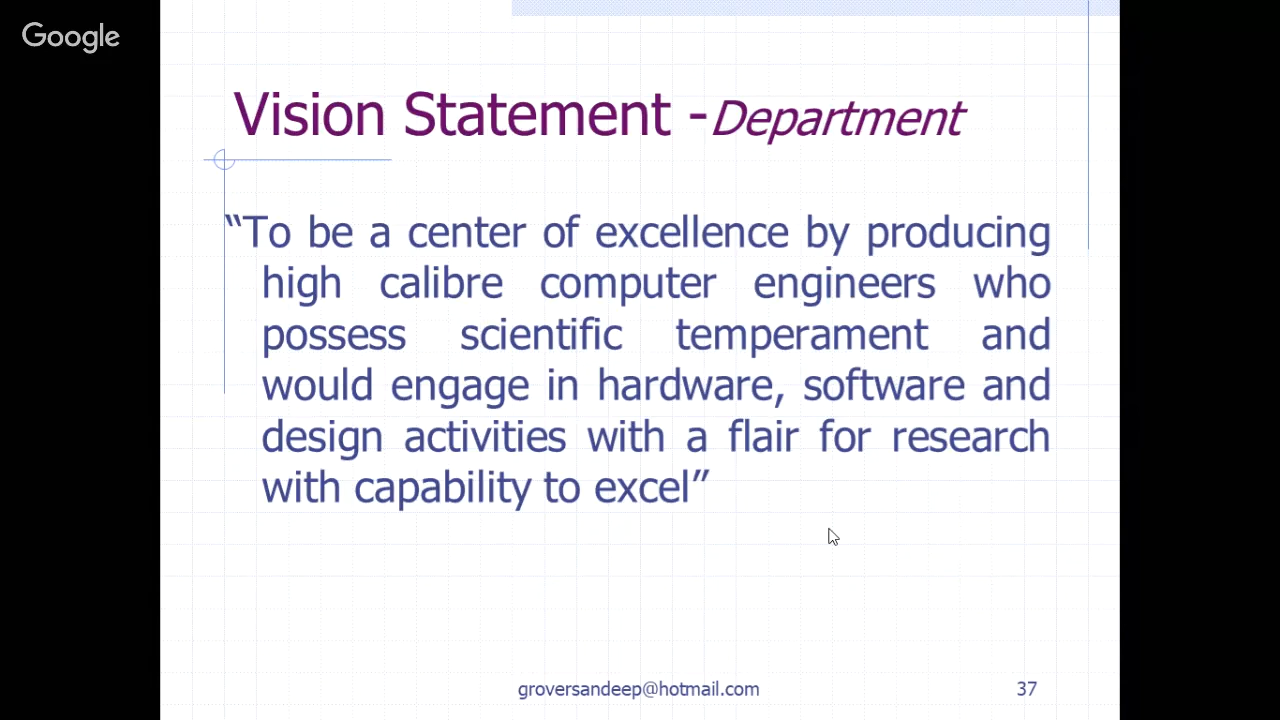 Google
Vision Statement -Department
“To be a center of excellence by producing
high calibre computer engineers who
possess scientific temperament and
would engage in hardware, software and
design activities with a flair for research
with capability to excel”
groversandeep@hotmail.com
37